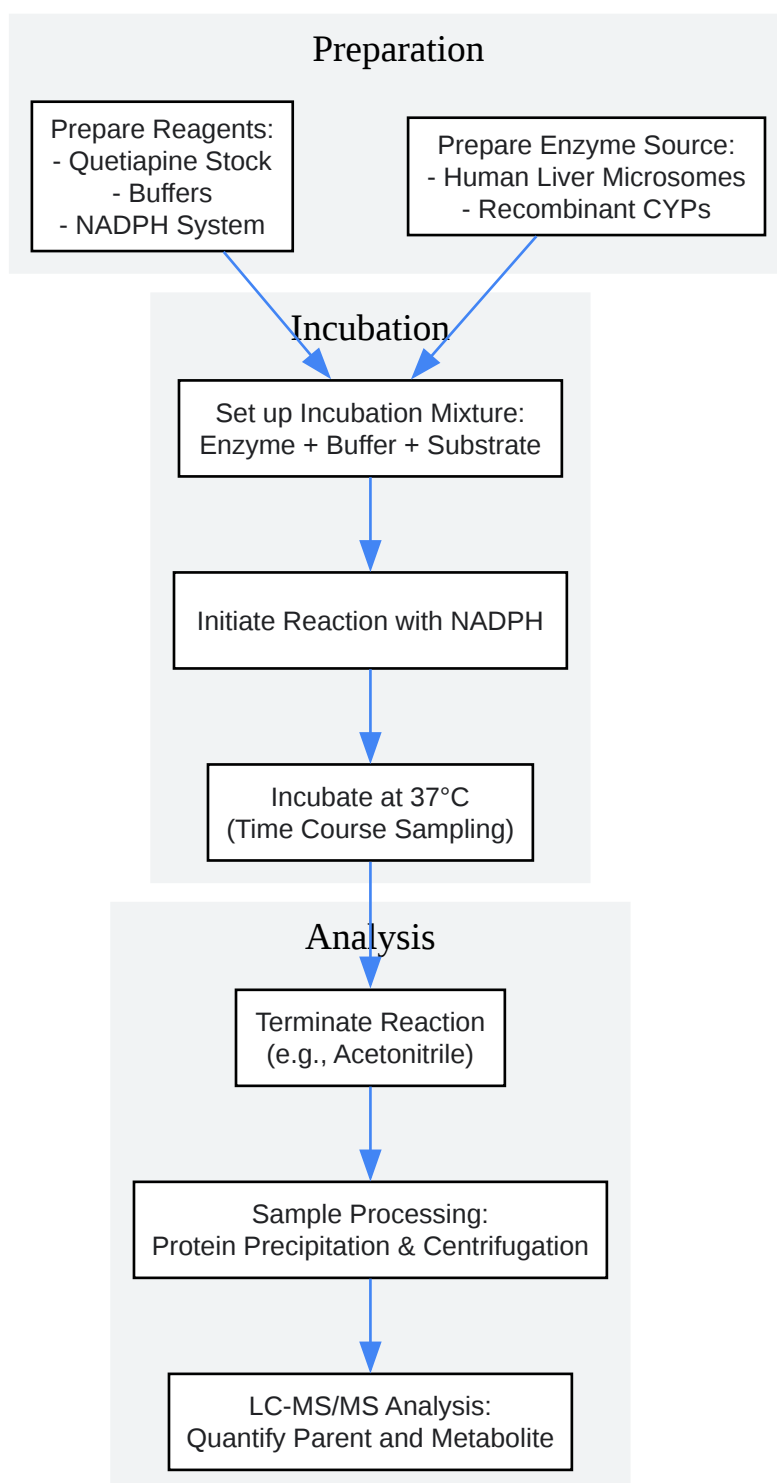 Preparation
Prepare Reagents:
- Quetiapine Stock
- Buffers
- NADPH System
Prepare Enzyme Source:
- Human Liver Microsomes
- Recombinant CYPs
Incubation
Set up Incubation Mixture:
Enzyme + Buffer + Substrate
Initiate Reaction with NADPH
Incubate at 37°C
(Time Course Sampling)
Analysis
Terminate Reaction
(e.g., Acetonitrile)
Sample Processing:
Protein Precipitation & Centrifugation
LC-MS/MS Analysis:
Quantify Parent and Metabolite